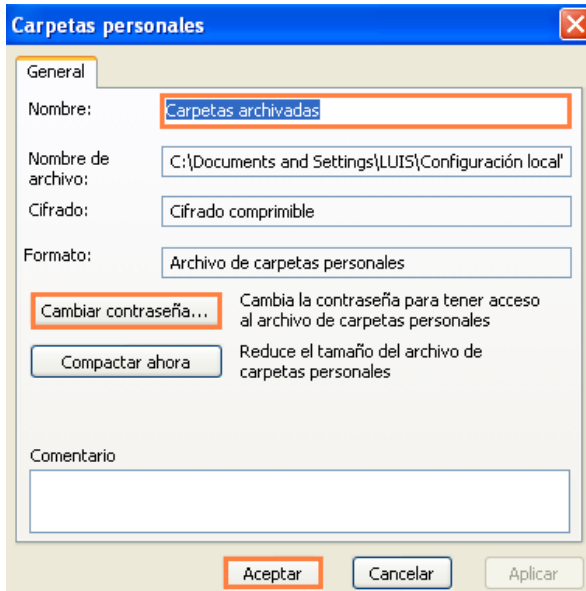 Carpetas personales
General
Nombre:
Carpetas archivadas
Nombre de
archivo:
C:\Documents and Settings\LUIS\Configuración local'
Cifrado:
Cifrado comprimible
Formato:
Archivo de carpetas personales
Cambiar contraseña...
Cambia la contraseña para tener acceso
al archivo de carpetas personales
Compactar ahora
Reduce el tamaño del archivo de
carpetas personales
Comentario
Aceptar
Cancelar
Aplicar